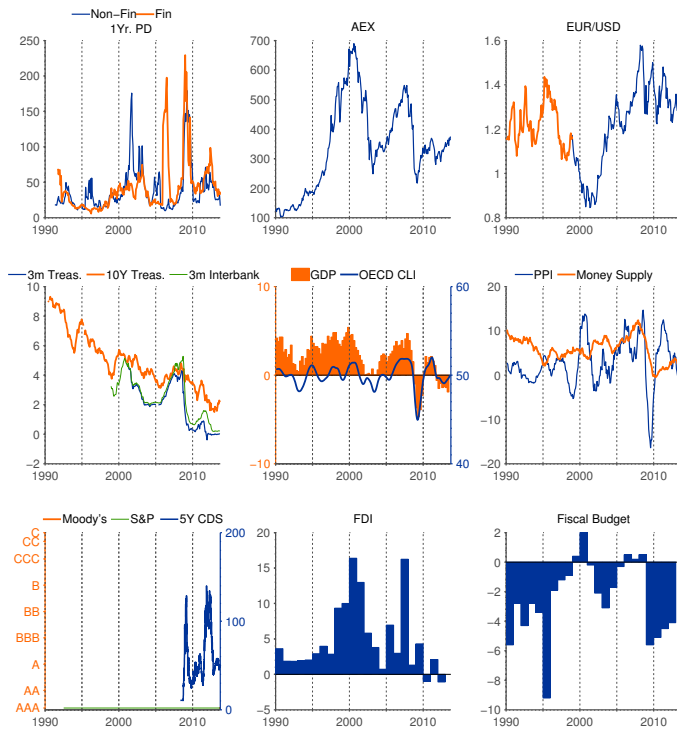 Non−Fin Fin
1Yr. PD
250
200
150
100
50
0
1990 2000 2010
AEX
700
600
500
400
300
200
100
1990 2000 2010
EUR/USD
1.6
1.4
1.2
1
0.8
1990 2000 2010
3m Treas. 10Y Treas. 3m Interbank
10
8
6
4
2
0
−2
1990 2000 2010
GDP OECD CLI
10 60
0 50
−10 40
1990 2000 2010
PPI Money Supply
20
10
0
−10
−20
1990 2000 2010
Moody's S&P 5Y CDS
C 200
CC
CCC
B
BB 100
BBB
A
AA
AAA 0
1990 2000 2010
FDI
20
15
10
5
0
−5
1990 2000 2010
Fiscal Budget
2
0
−2
−4
−6
−8
−10
1990 2000 2010